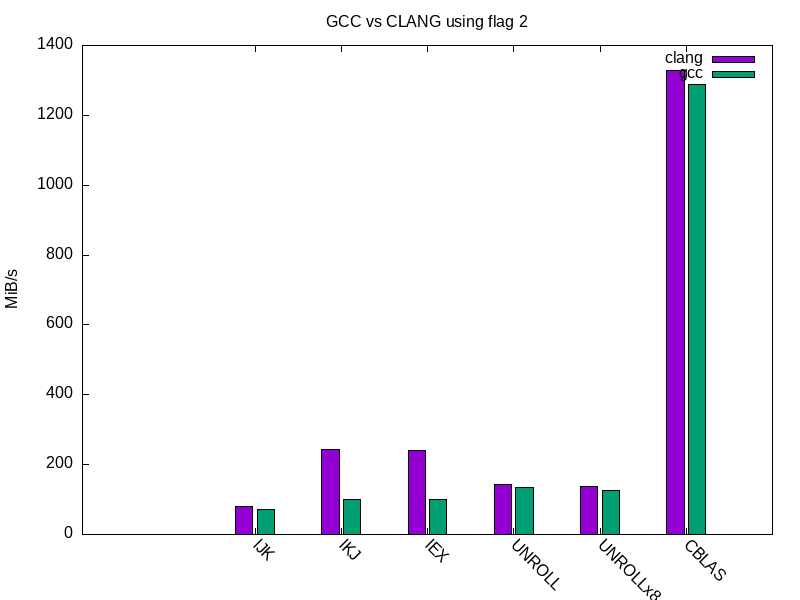 GCC vs CLANG using flag 2
1400
1200
1000
800
600
400
200
0
MiB/s
clang
gcc
IJK
IKJ
IEX
UNROLL
UNROLLx8
CBLAS